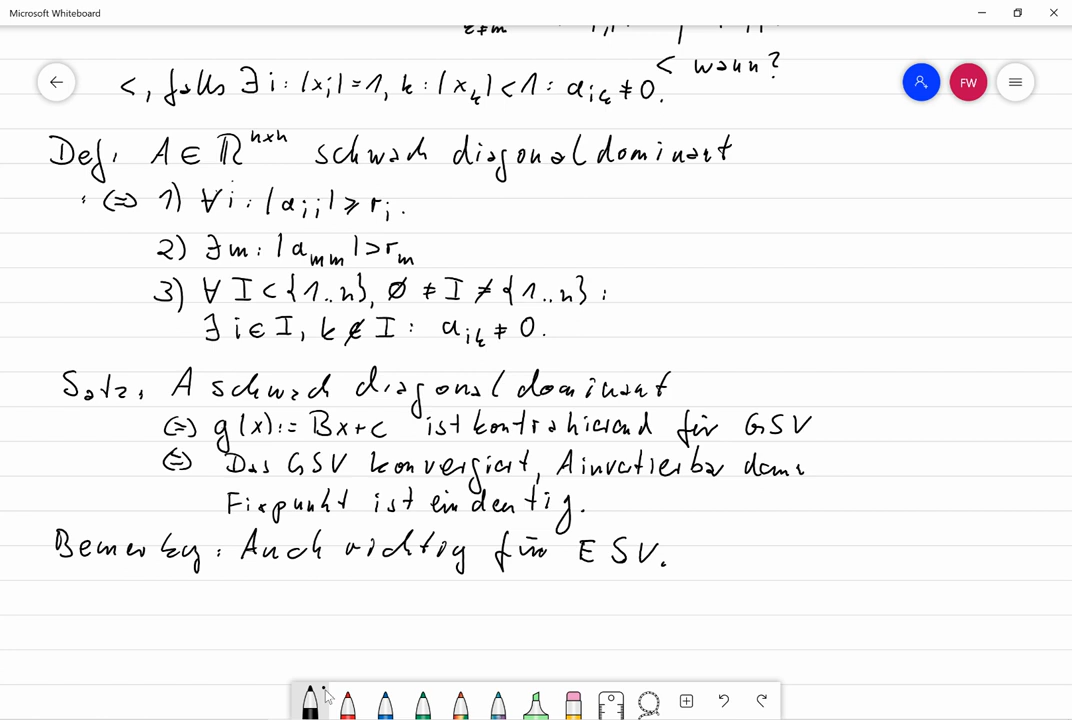 Microsoft Whiteboard
< wann?
<, falls ∃ i : |x_i| = 1, k : |x_k| < 1 : a_ik ≠ 0.
FW
Def. A ∈ ℝ^n×n schwach diagonaldominant
:⇔ 1) ∀ i : |a_ii| ≥ r_i.
2) ∃ m : |a_mm| > r_m
3) ∀ I ⊂ {1..n}, ∅ ≠ I ≠ {1..n} :
∃ i ∈ I, k ∉ I : a_ik ≠ 0.
Satz. A schwach diagonaldominant
⇒ g(x) := Bx + c ist kontrahierend für GSV
⇔ Das GSV konvergiert, A invertierbar denn
Fixpunkt ist eindeutig.
Bemerkg: Auch richtig für ESV.